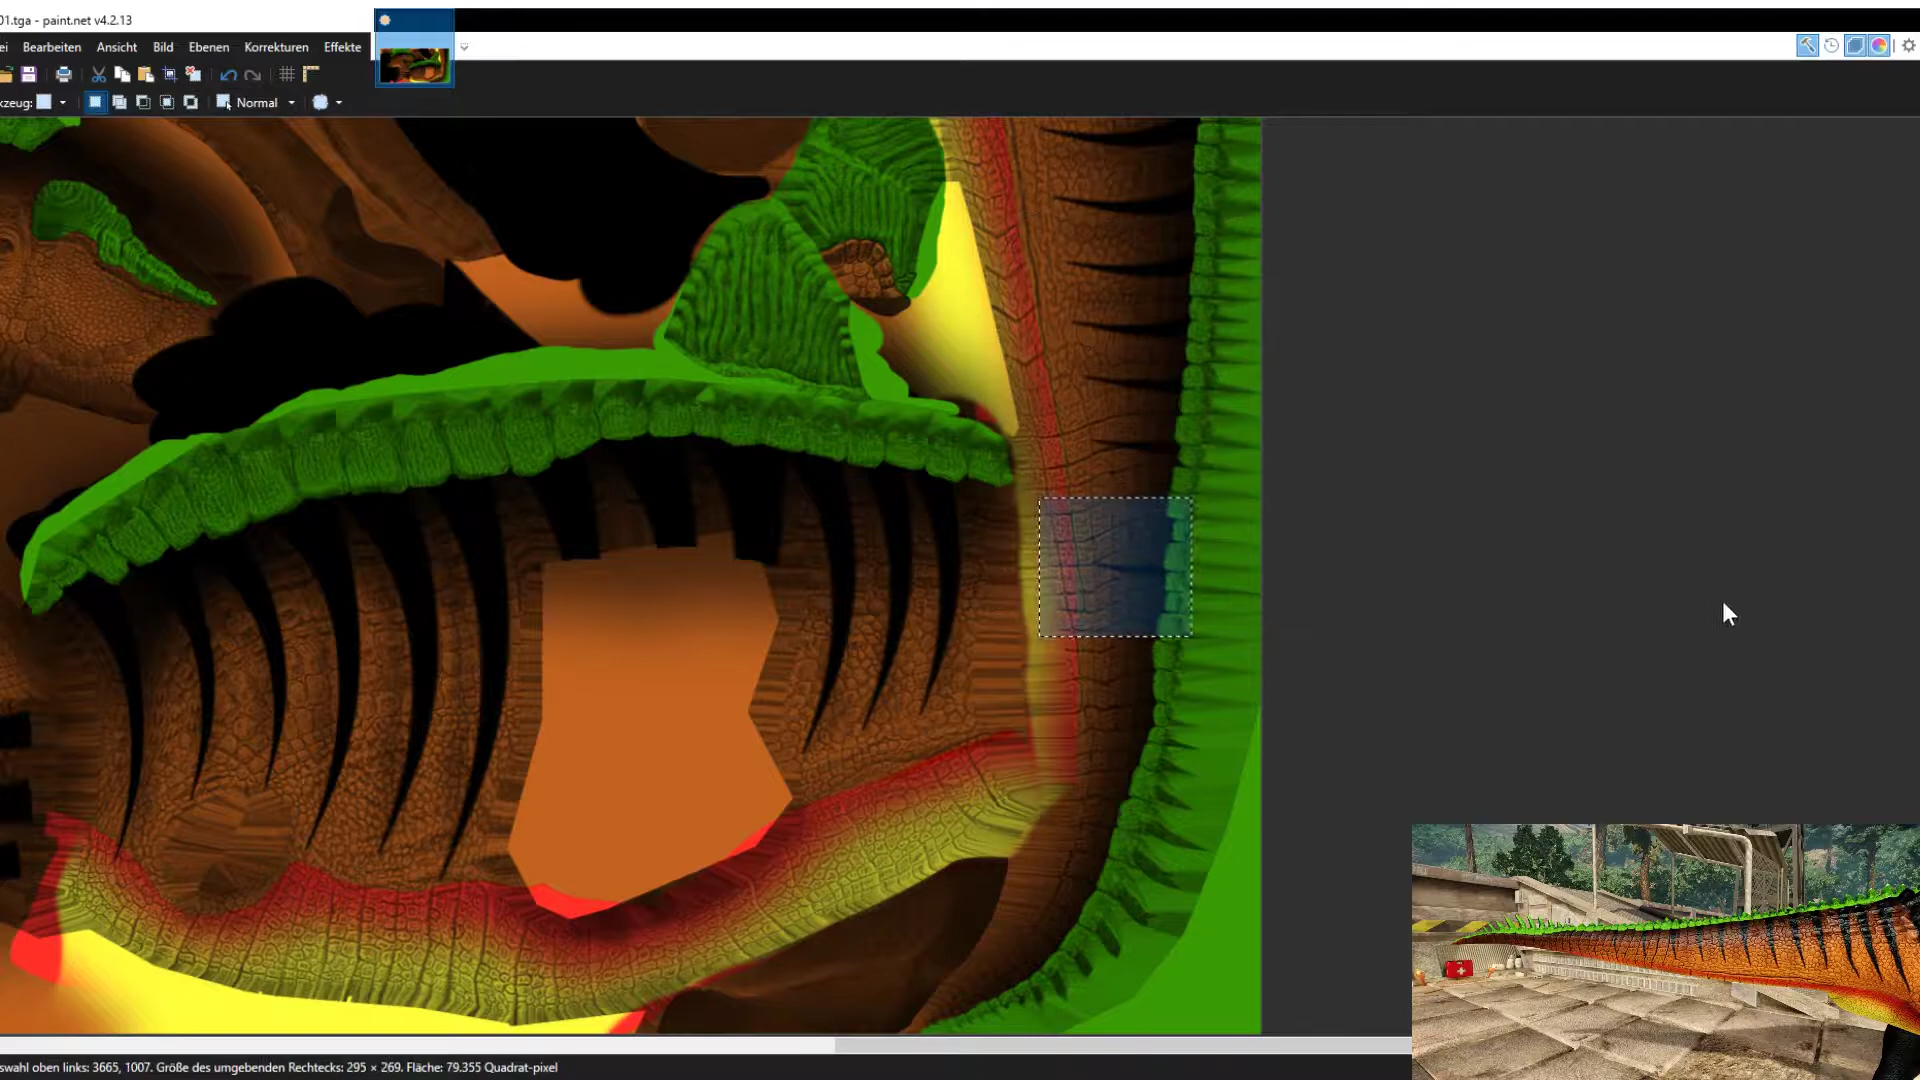 01.tga - paint.net v4.2.13
ei Bearbeiten Ansicht Bild Ebenen Korrekturen Effekte
kzeug: Normal
swahl oben links: 3665, 1007. Größe des umgebenden Rechtecks: 295 × 269. Fläche: 79.355 Quadrat-pixel